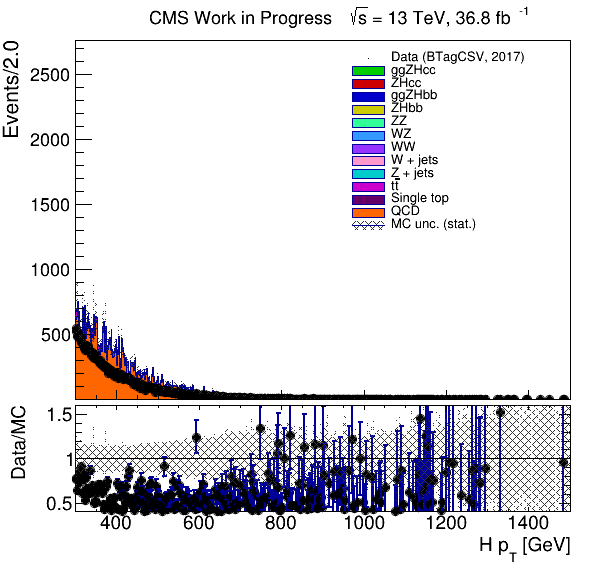 CMS Work in Progress √s = 13 TeV, 36.8 fb⁻¹
Events/2.0
2500
2000
1500
1000
500
Data (BTagCSV, 2017)
ggZHcc
ZHcc
ggZHbb
ZHbb
ZZ
WZ
WW
W + jets
Z + jets
tt̅
Single top
QCD
MC unc. (stat.)
Data/MC
1.5
1
0.5
400 600 800 1000 1200 1400
H p_T [GeV]